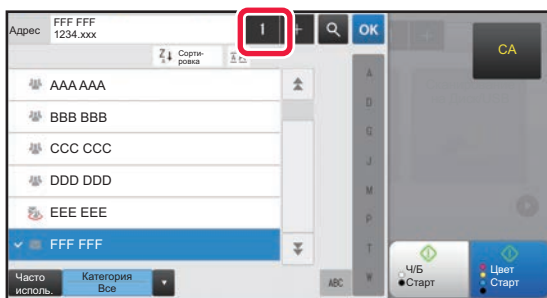 Адрес
FFF FFF
1234.xxx
1
+
OK
CA
Z
Сорти-
ровка
AAA AAA
BBB BBB
CCC CCC
DDD DDD
EEE EEE
FFF FFF
A
D
G
J
M
P
T
W
Часто
исполь.
Категория
Все
ABC
Ч/Б
Старт
Цвет
Старт